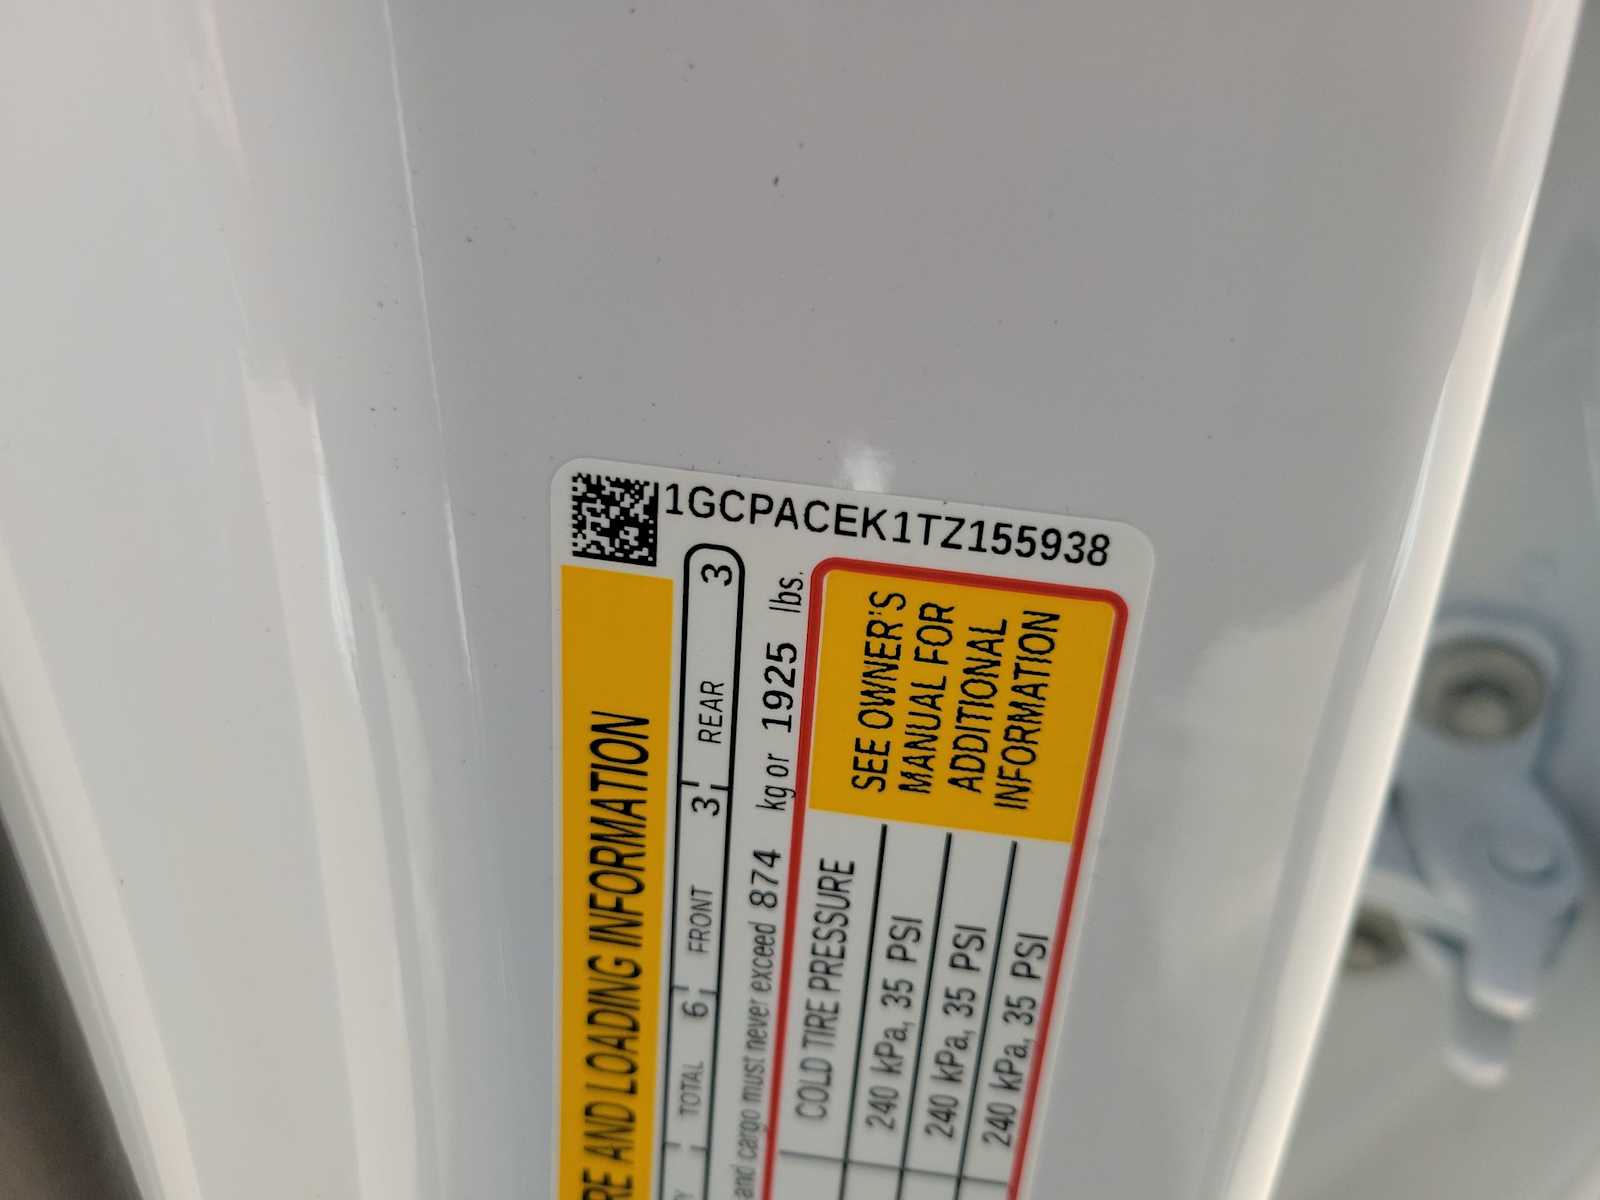 1GCPACEK1TZ155938
RE AND LOADING INFORMATION
TOTAL 6 FRONT 3 REAR 3
and cargo must never exceed 874 kg or 1925 lbs.
COLD TIRE PRESSURE
240 kPa, 35 PSI
240 kPa, 35 PSI
240 kPa, 35 PSI
SEE OWNER'S
MANUAL FOR
ADDITIONAL
INFORMATION